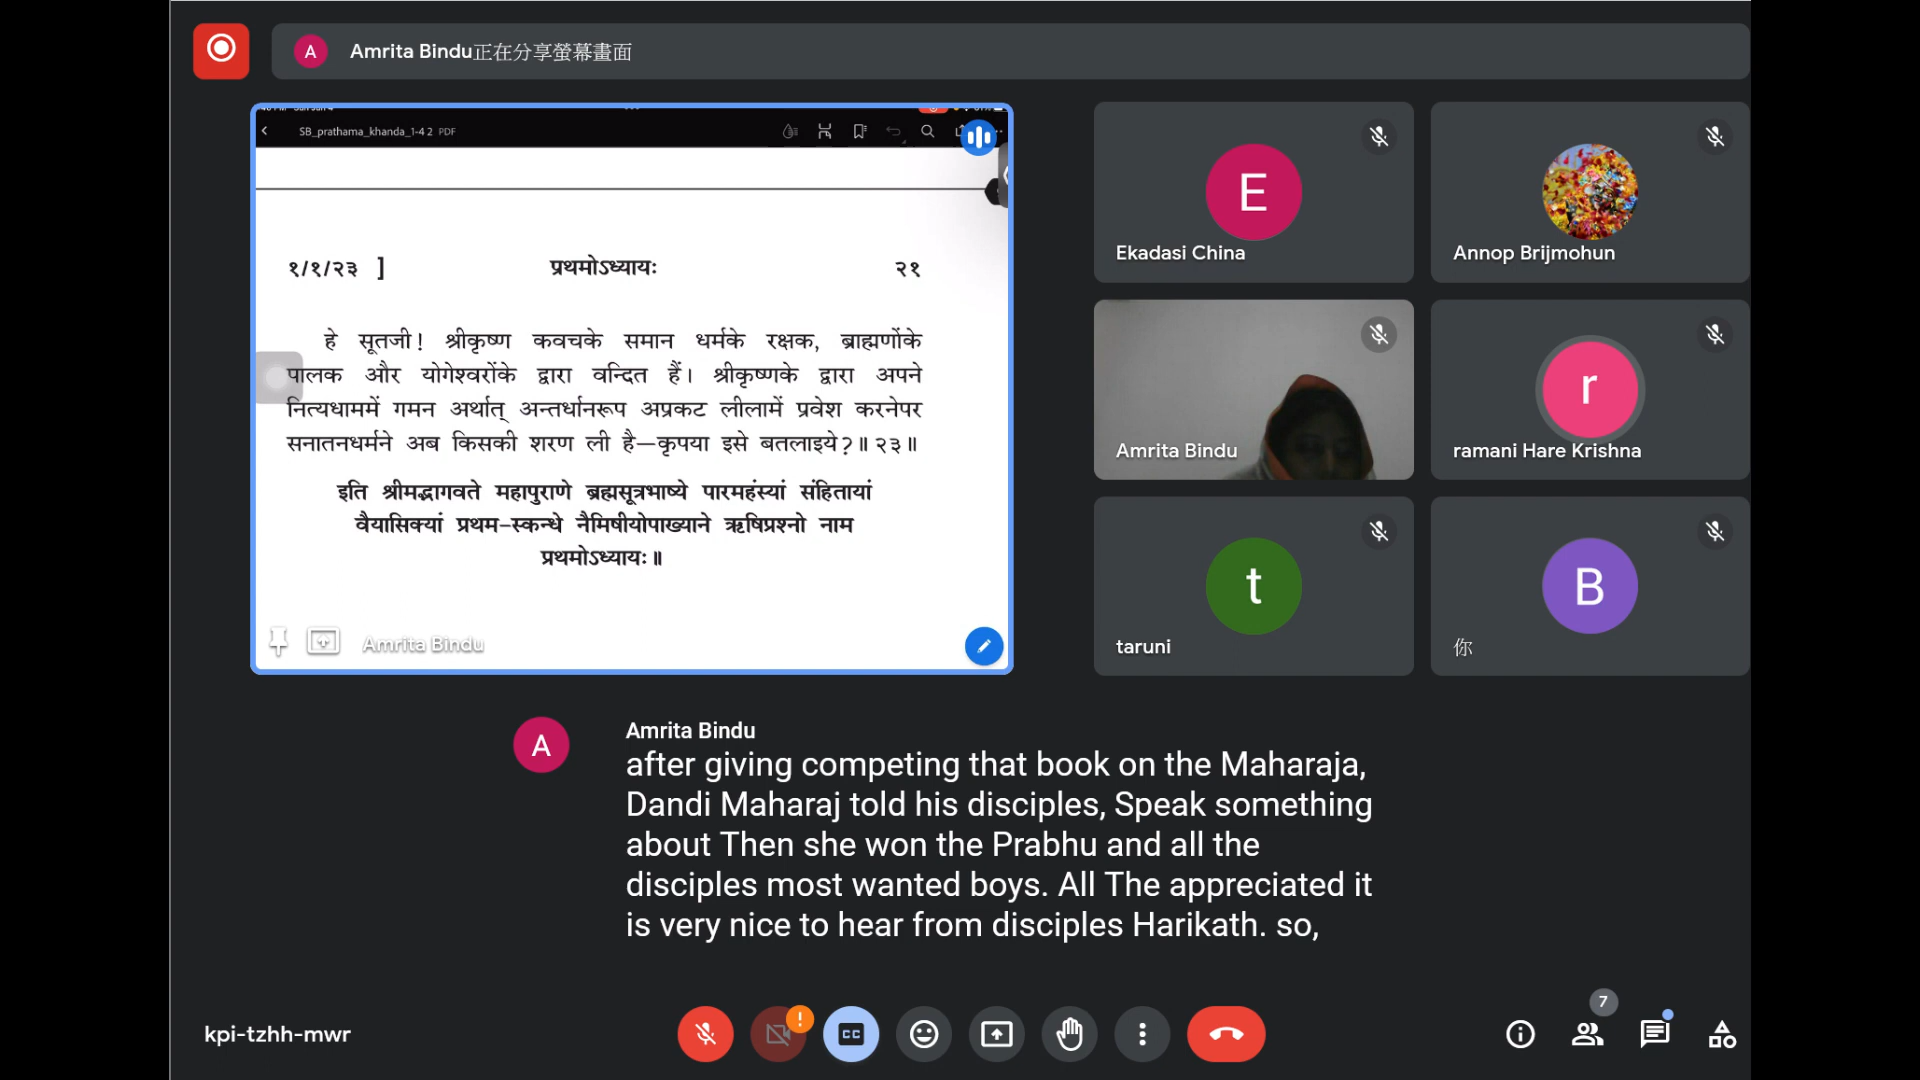 A Amrita Bindu正在分享螢幕畫面
SB_prathama_khanda_1-4 2 PDF
१/१/२३ ] प्रथमोऽध्यायः २१
हे सूतजी! श्रीकृष्ण कवचके समान धर्मके रक्षक, ब्राह्मणोंके
पालक और योगेश्वरोंके द्वारा वन्दित हैं। श्रीकृष्णके द्वारा अपने
नित्यधाममें गमन अर्थात् अन्तर्धानरूप अप्रकट लीलामें प्रवेश करनेपर
सनातनधर्मने अब किसकी शरण ली है—कृपया इसे बतलाइये?॥ २३॥
इति श्रीमद्भागवते महापुराणे ब्रह्मसूत्रभाष्ये पारमहंस्यां संहितायां
वैयासिक्यां प्रथम-स्कन्धे नैमिषीयोपाख्याने ऋषिप्रश्नो नाम
प्रथमोऽध्यायः॥
Amrita Bindu
E
Ekadasi China
Annop Brijmohun
Amrita Bindu
r
ramani Hare Krishna
t
taruni
B
你
A
Amrita Bindu
after giving competing that book on the Maharaja,
Dandi Maharaj told his disciples, Speak something
about Then she won the Prabhu and all the
disciples most wanted boys. All The appreciated it
is very nice to hear from disciples Harikath. so,
kpi-tzhh-mwr
!
CC
7